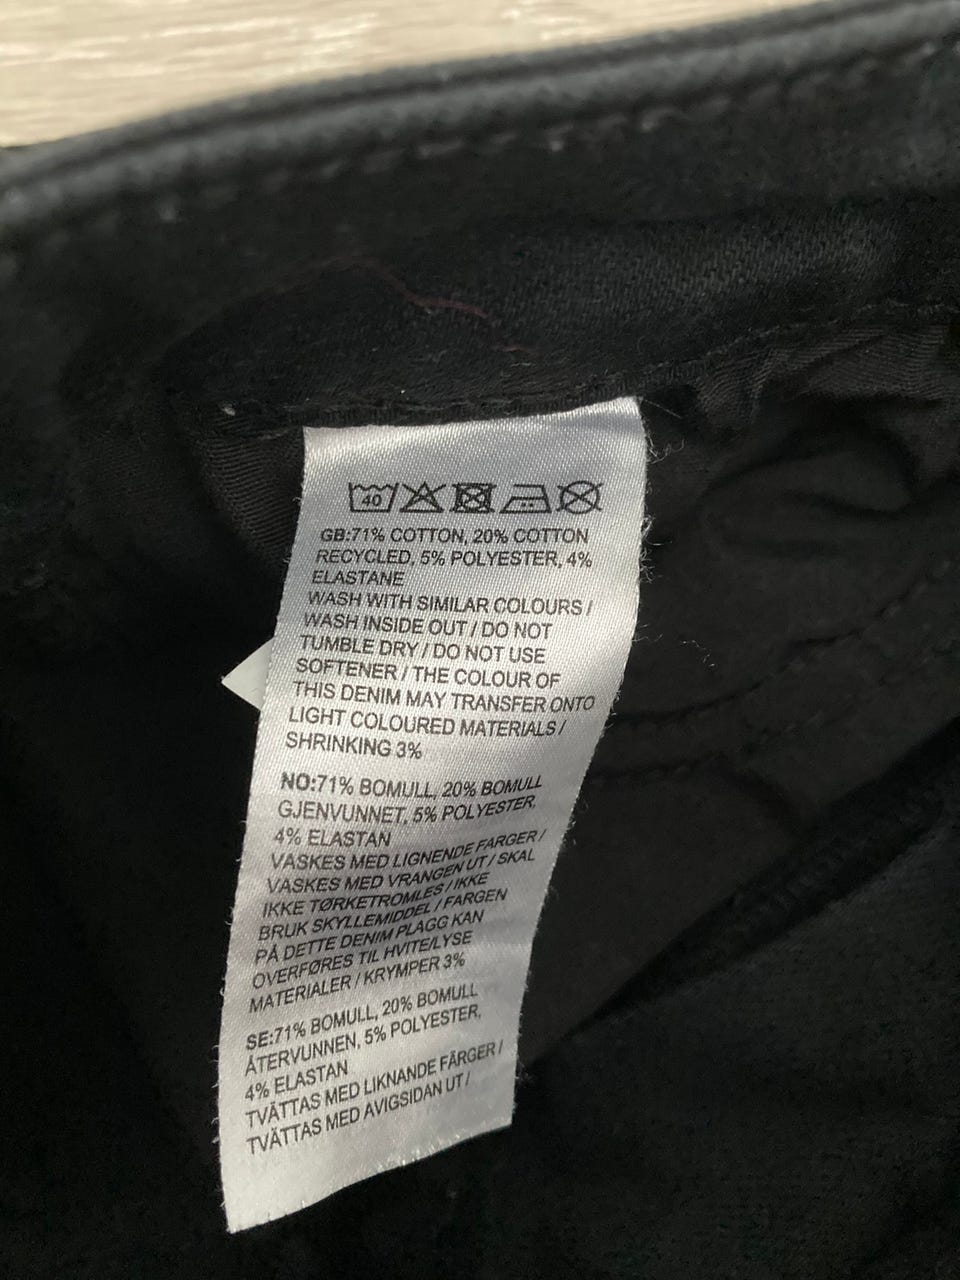 40
GB:71% COTTON, 20% COTTON
RECYCLED, 5% POLYESTER, 4%
ELASTANE
WASH WITH SIMILAR COLOURS /
WASH INSIDE OUT / DO NOT
TUMBLE DRY / DO NOT USE
SOFTENER / THE COLOUR OF
THIS DENIM MAY TRANSFER ONTO
LIGHT COLOURED MATERIALS /
SHRINKING 3%
NO:71% BOMULL, 20% BOMULL
GJENVUNNET, 5% POLYESTER,
4% ELASTAN
VASKES MED LIGNENDE FARGER /
VASKES MED VRANGEN UT / SKAL
IKKE TØRKETROMLES / IKKE
BRUK SKYLLEMIDDEL / FARGEN
PÅ DETTE DENIM PLAGG KAN
OVERFØRES TIL HVITE/LYSE
MATERIALER / KRYMPER 3%
SE:71% BOMULL, 20% BOMULL
ÅTERVUNNEN, 5% POLYESTER,
4% ELASTAN
TVÄTTAS MED LIKNANDE FÄRGER /
TVÄTTAS MED AVIGSIDAN UT /